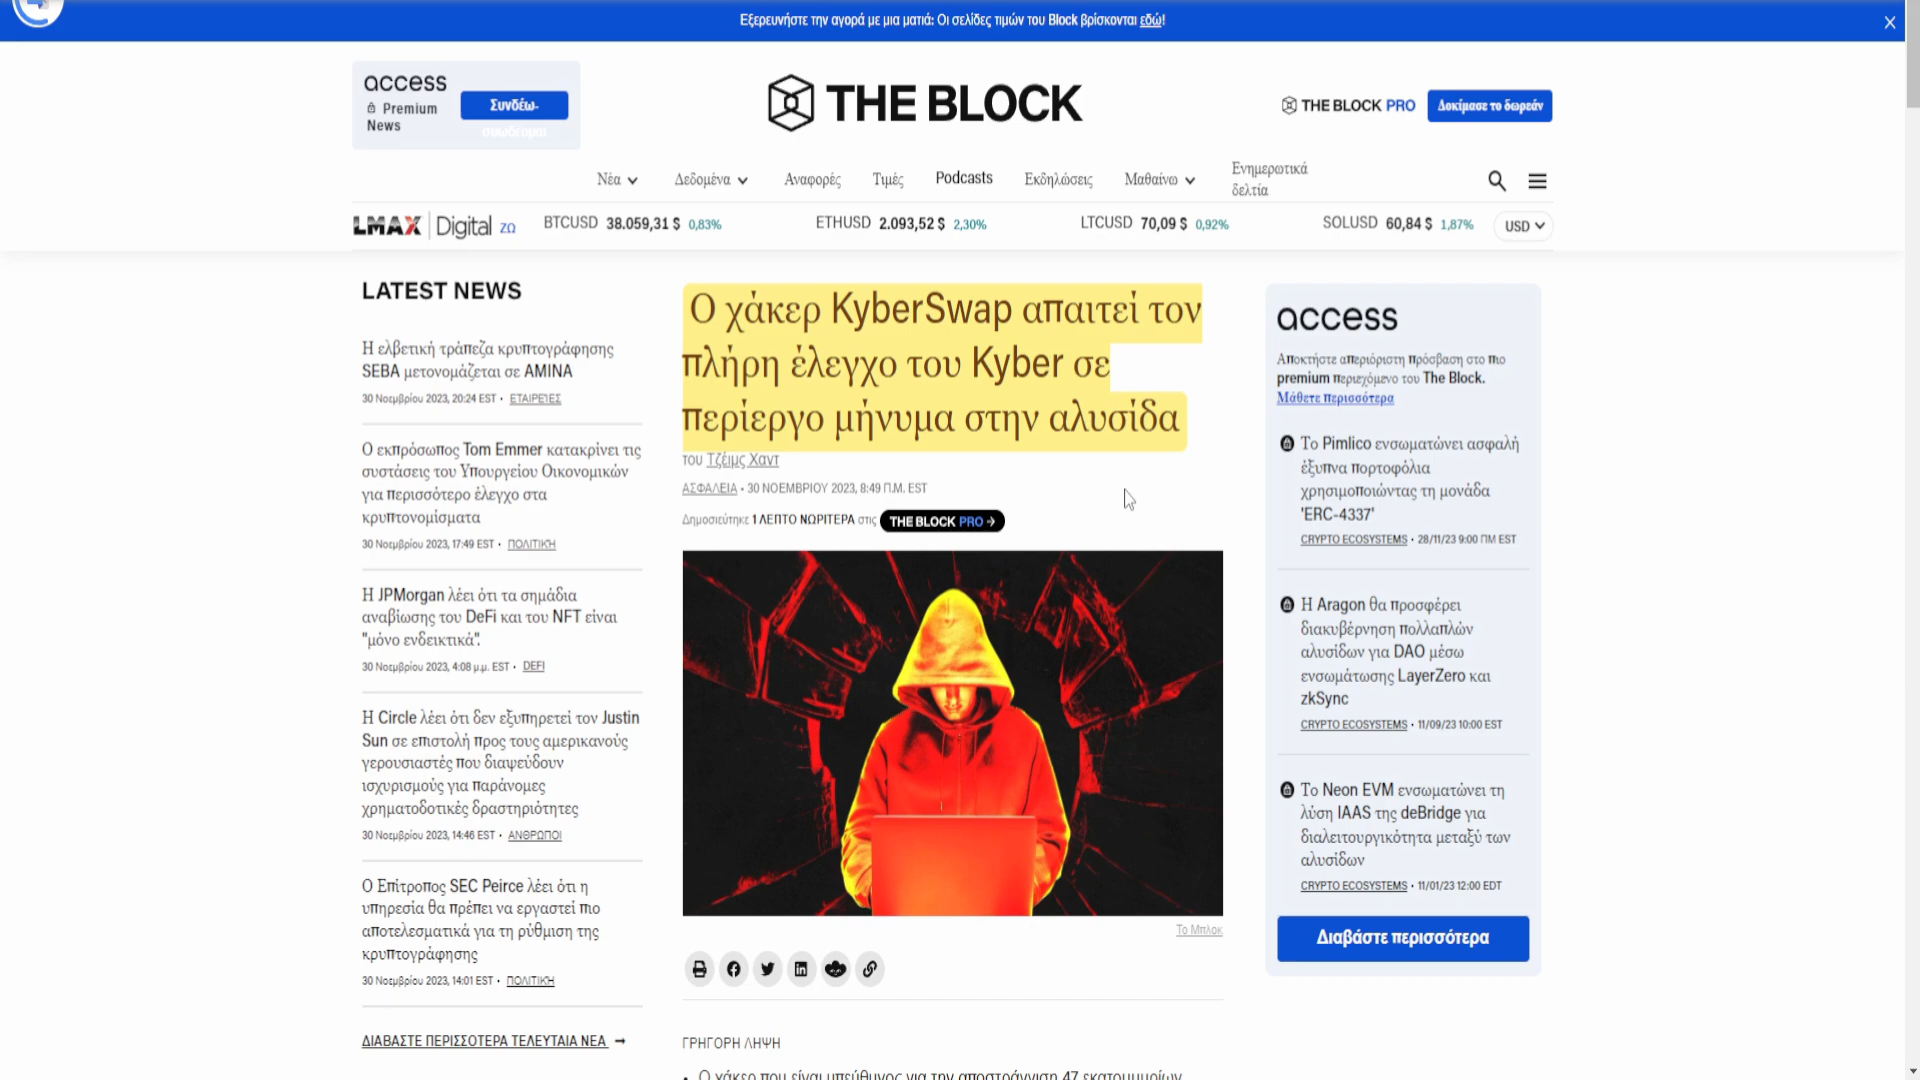 Εξερευνήστε την αγορά με μια ματιά: Οι σελίδες τιμών του Block βρίσκονται εδώ!
access
Premium
News
Συνδέω-
συνδέομαι
THE BLOCK
THE BLOCK PRO
Δοκίμασε το δωρεάν
Νέα
Δεδομένα
Αναφορές
Τιμές
Podcasts
Εκδηλώσεις
Μαθαίνω
Ενημερωτικά
δελτία
LMAX Digital ζω
BTCUSD 38.059,31 $ 0,83%
ETHUSD 2.093,52 $ 2,30%
LTCUSD 70,09 $ 0,92%
SOLUSD 60,84 $ 1,87%
USD
LATEST NEWS
Η ελβετική τράπεζα κρυπτογράφησης
SEBA μετονομάζεται σε AMINA
30 Νοεμβρίου 2023, 20:24 EST • ΕΤΑΙΡΕΊΕΣ
Ο εκπρόσωπος Tom Emmer κατακρίνει τις
συστάσεις του Υπουργείου Οικονομικών
για περισσότερο έλεγχο στα
κρυπτονομίσματα
30 Νοεμβρίου 2023, 17:49 EST • ΠΟΛΙΤΙΚΉ
Η JPMorgan λέει ότι τα σημάδια
αναβίωσης του DeFi και του NFT είναι
"μόνο ενδεικτικά".
30 Νοεμβρίου 2023, 4:08 μ.μ. EST • DEFI
Η Circle λέει ότι δεν εξυπηρετεί τον Justin
Sun σε επιστολή προς τους αμερικανούς
γερουσιαστές που διαψεύδουν
ισχυρισμούς για παράνομες
χρηματοδοτικές δραστηριότητες
30 Νοεμβρίου 2023, 14:46 EST • ΑΝΘΡΩΠΟΙ
Ο Επίτροπος SEC Peirce λέει ότι η
υπηρεσία θα πρέπει να εργαστεί πιο
αποτελεσματικά για τη ρύθμιση της
κρυπτογράφησης
30 Νοεμβρίου 2023, 14:01 EST • ΠΟΛΙΤΙΚΉ
ΔΙΑΒΑΣΤΕ ΠΕΡΙΣΣΟΤΕΡΑ ΤΕΛΕΥΤΑΙΑ ΝΕΑ →
Ο χάκερ KyberSwap απαιτεί τον
πλήρη έλεγχο του Kyber σε
περίεργο μήνυμα στην αλυσίδα
του Τζέιμς Χαντ
ΑΣΦΑΛΕΙΑ • 30 ΝΟΕΜΒΡΙΟΥ 2023, 8:49 Π.Μ. EST
Δημοσιεύτηκε 1 ΛΕΠΤΟ ΝΩΡΙΤΕΡΑ στις THE BLOCK PRO →
Το Μπλοκ
ΓΡΗΓΟΡΗ ΛΗΨΗ
• Ο χάκερ που είναι υπεύθυνος για την αποστράγγιση 47 εκατομμυρίων
access
Αποκτήστε απεριόριστη πρόσβαση στο πιο
premium περιεχόμενο του The Block.
Μάθετε περισσότερα
Το Pimlico ενσωματώνει ασφαλή
έξυπνα πορτοφόλια
χρησιμοποιώντας τη μονάδα
'ERC-4337'
CRYPTO ECOSYSTEMS • 28/11/23 9:00 ΠΜ EST
Η Aragon θα προσφέρει
διακυβέρνηση πολλαπλών
αλυσίδων για DAO μέσω
ενσωμάτωσης LayerZero και
zkSync
CRYPTO ECOSYSTEMS • 11/09/23 10:00 EST
Το Neon EVM ενσωματώνει τη
λύση IAAS της deBridge για
διαλειτουργικότητα μεταξύ των
αλυσίδων
CRYPTO ECOSYSTEMS • 11/01/23 12:00 EDT
Διαβάστε περισσότερα